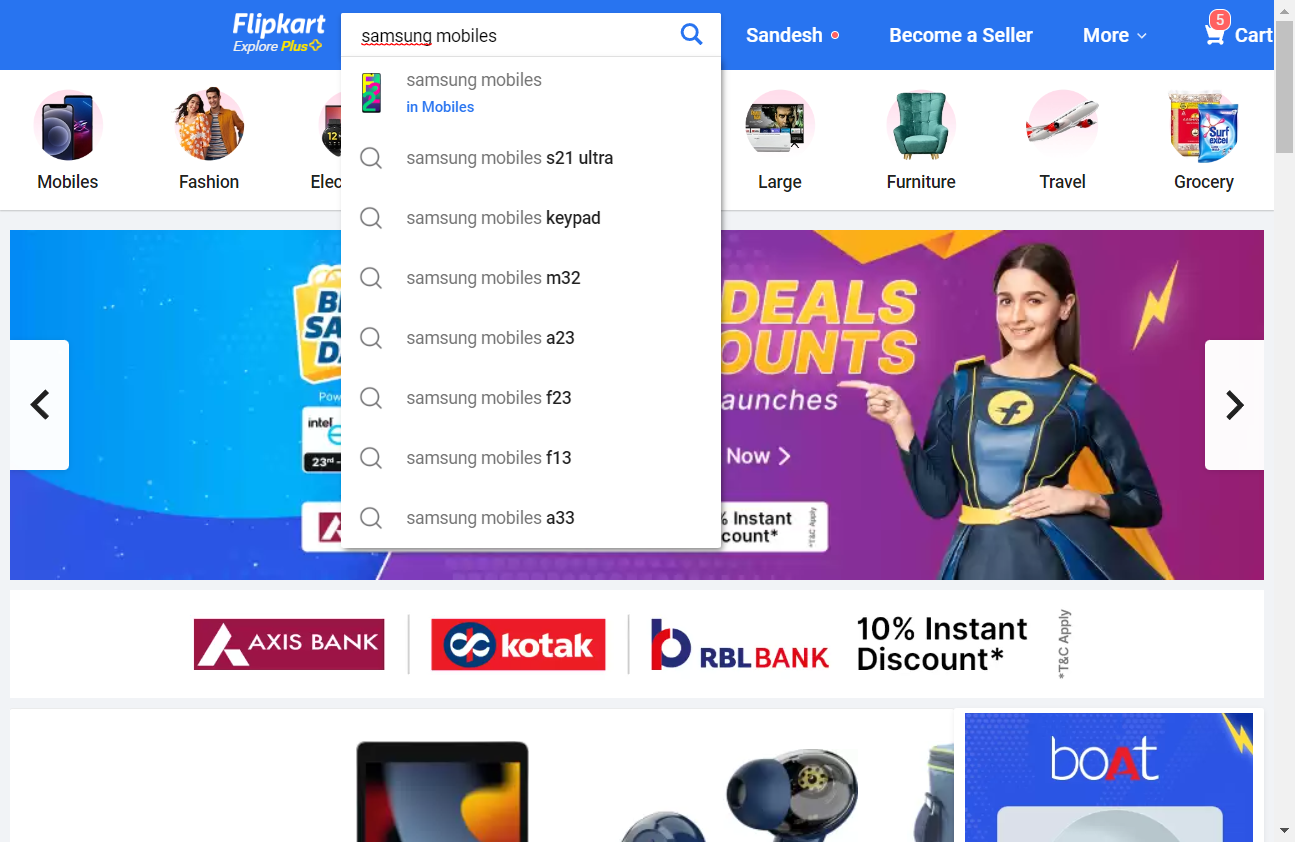 Flipkart
Explore Plus
samsung mobiles
Sandesh
Become a Seller
More
5
Cart
samsung mobiles
in Mobiles
samsung mobiles s21 ultra
samsung mobiles keypad
samsung mobiles m32
samsung mobiles a23
samsung mobiles f23
samsung mobiles f13
samsung mobiles a33
Mobiles
Fashion
Elec
Large
Furniture
Travel
Grocery
Surf
excel
B
SA
D
Pow
intel
23rd -
DEALS
OUNTS
aunches
Now
% Instant
count*
*T&C Apply
AXIS BANK
kotak
RBL BANK
10% Instant
Discount*
*T&C Apply
boAt